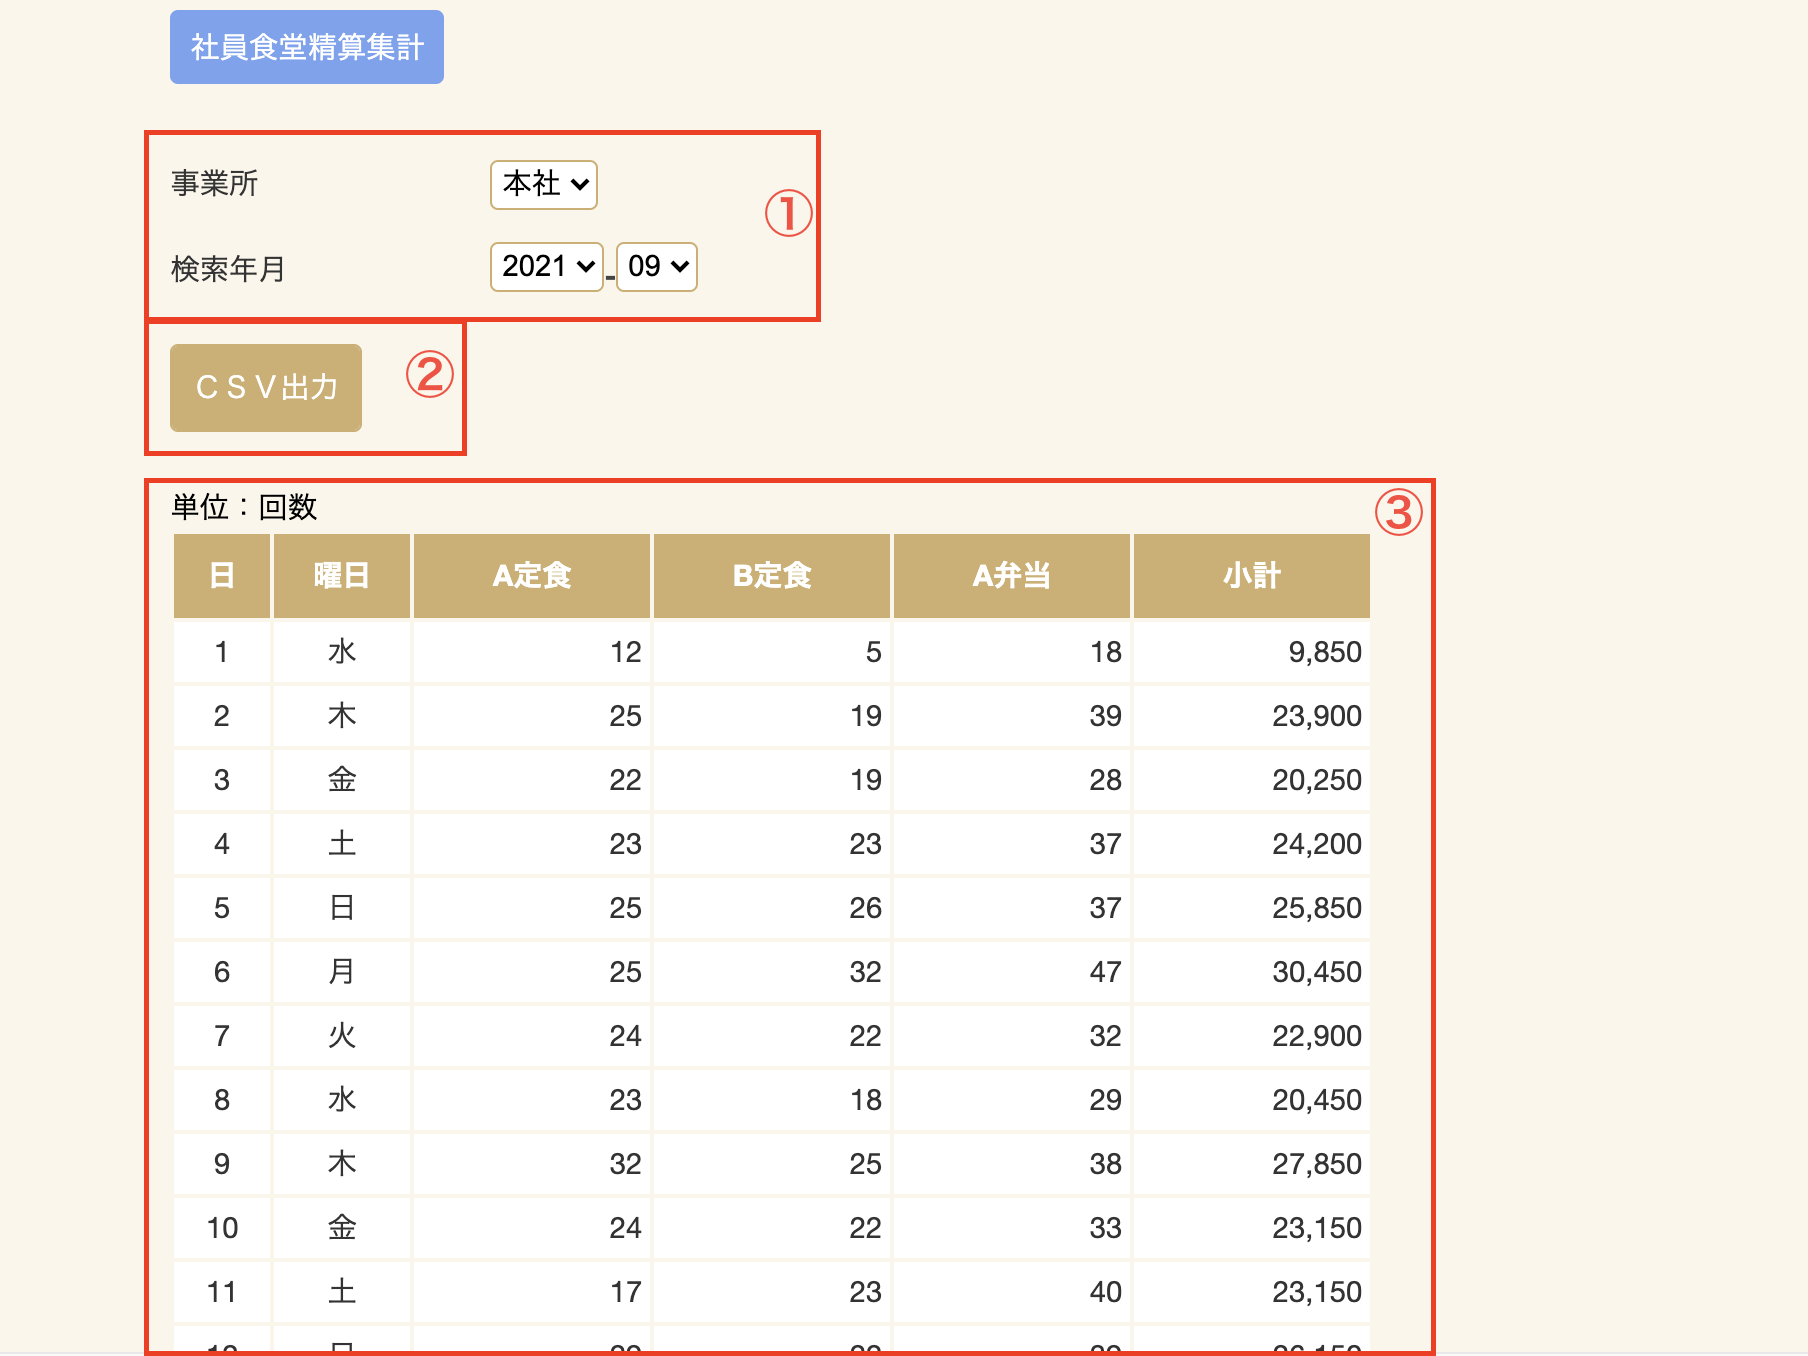 社員食堂精算集計
事業所 本社 ①
検索年月 2021 - 09
ＣＳＶ出力 ②
単位：回数 ③
日 曜日 A定食 B定食 A弁当 小計
1 水 12 5 18 9,850
2 木 25 19 39 23,900
3 金 22 19 28 20,250
4 土 23 23 37 24,200
5 日 25 26 37 25,850
6 月 25 32 47 30,450
7 火 24 22 32 22,900
8 水 23 18 29 20,450
9 木 32 25 38 27,850
10 金 24 22 33 23,150
11 土 17 23 40 23,150